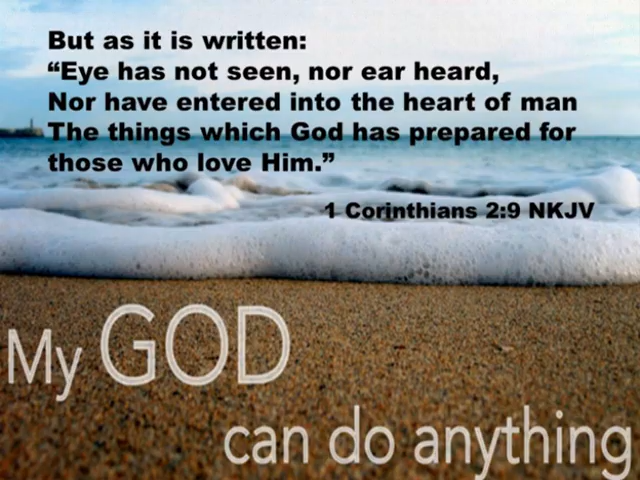 But as it is written:
“Eye has not seen, nor ear heard,
Nor have entered into the heart of man
The things which God has prepared for
those who love Him.”
1 Corinthians 2:9 NKJV
My GOD
can do anything